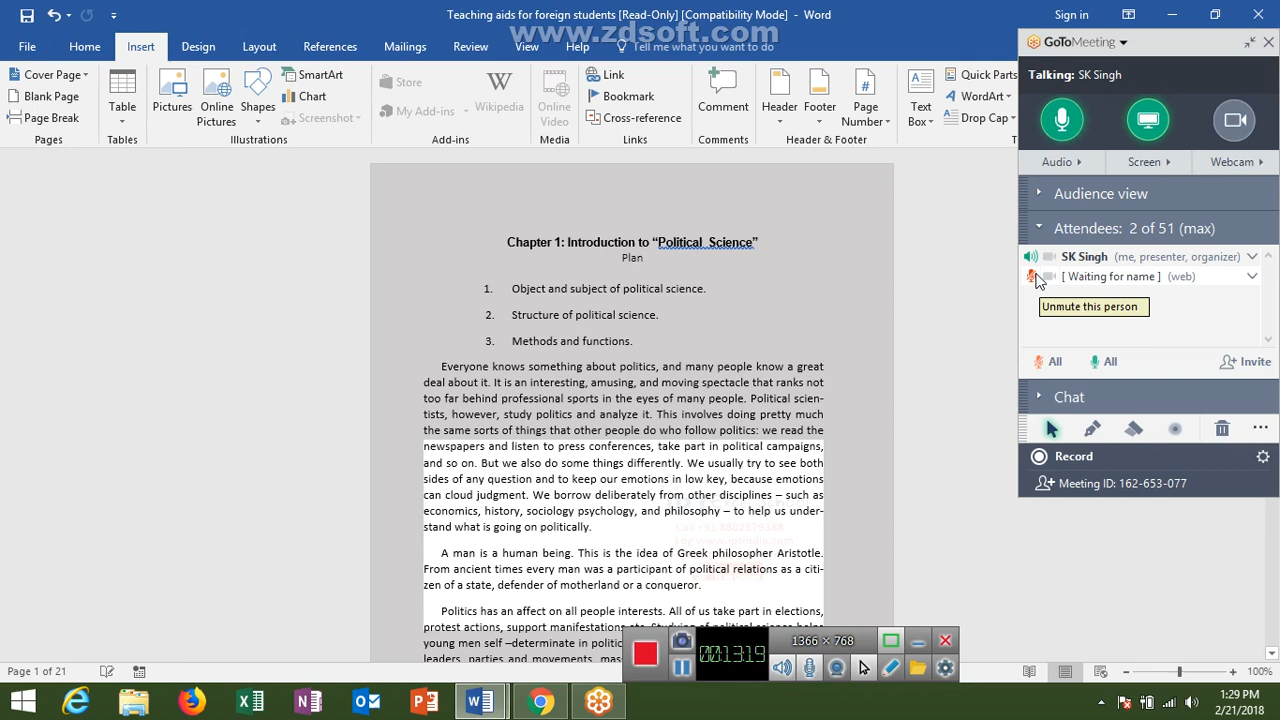 Teaching aids for foreign students [Read-Only] [Compatibility Mode] - Word
Sign in
www.zdsoft.com
File Home Insert Design Layout References Mailings Review View Help Tell me what you want to do
Cover Page
Blank Page
Page Break
Pages
Table
Tables
Pictures
Online Pictures
Shapes
SmartArt
Chart
Screenshot
Illustrations
Store
My Add-ins
Wikipedia
Add-ins
Online Video
Media
Link
Bookmark
Cross-reference
Links
Comment
Comments
Header
Footer
Page Number
Header & Footer
Text Box
Quick Parts
WordArt
Drop Cap
GoToMeeting
Talking: SK Singh
Audio
Screen
Webcam
Audience view
Attendees: 2 of 51 (max)
SK Singh (me, presenter, organizer)
[ Waiting for name ] (web)
Unmute this person
All
All
Invite
Chat
Record
Meeting ID: 162-653-077
Chapter 1: Introduction to “Political Science”
Plan
1. Object and subject of political science.
2. Structure of political science.
3. Methods and functions.
Everyone knows something about politics, and many people know a great
deal about it. It is an interesting, amusing, and moving spectacle that ranks not
too far behind professional sports in the eyes of many people. Political scien-
tists, however, study politics and analyze it. This involves doing pretty much
the same sorts of things that other people do who follow politics: we read the
newspapers and listen to press conferences, take part in political campaigns,
and so on. But we also do some things differently. We usually try to see both
sides of any question and to keep our emotions in low key, because emotions
can cloud judgment. We borrow deliberately from other disciplines – such as
economics, history, sociology psychology, and philosophy – to help us under-
stand what is going on politically.
A man is a human being. This is the idea of Greek philosopher Aristotle.
From ancient times every man was a participant of political relations as a citi-
zen of a state, defender of motherland or a conqueror.
Politics has an affect on all people interests. All of us take part in elections,
protest actions, support manifestations etc. Studying of political science helps
young men self –determine in politic
leaders, parties and movements, mas
1366 × 768
00:13:19
Page 1 of 21
100%
1:29 PM
2/21/2018